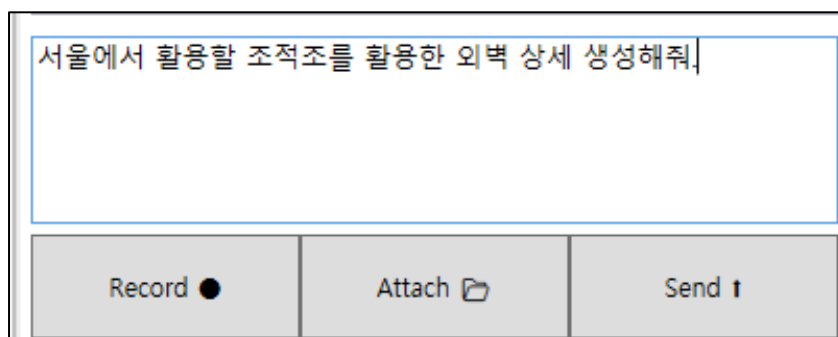 서울에서 활용할 조적조를 활용한 외벽 상세 생성해줘.
Record ●
Attach
Send ⬆